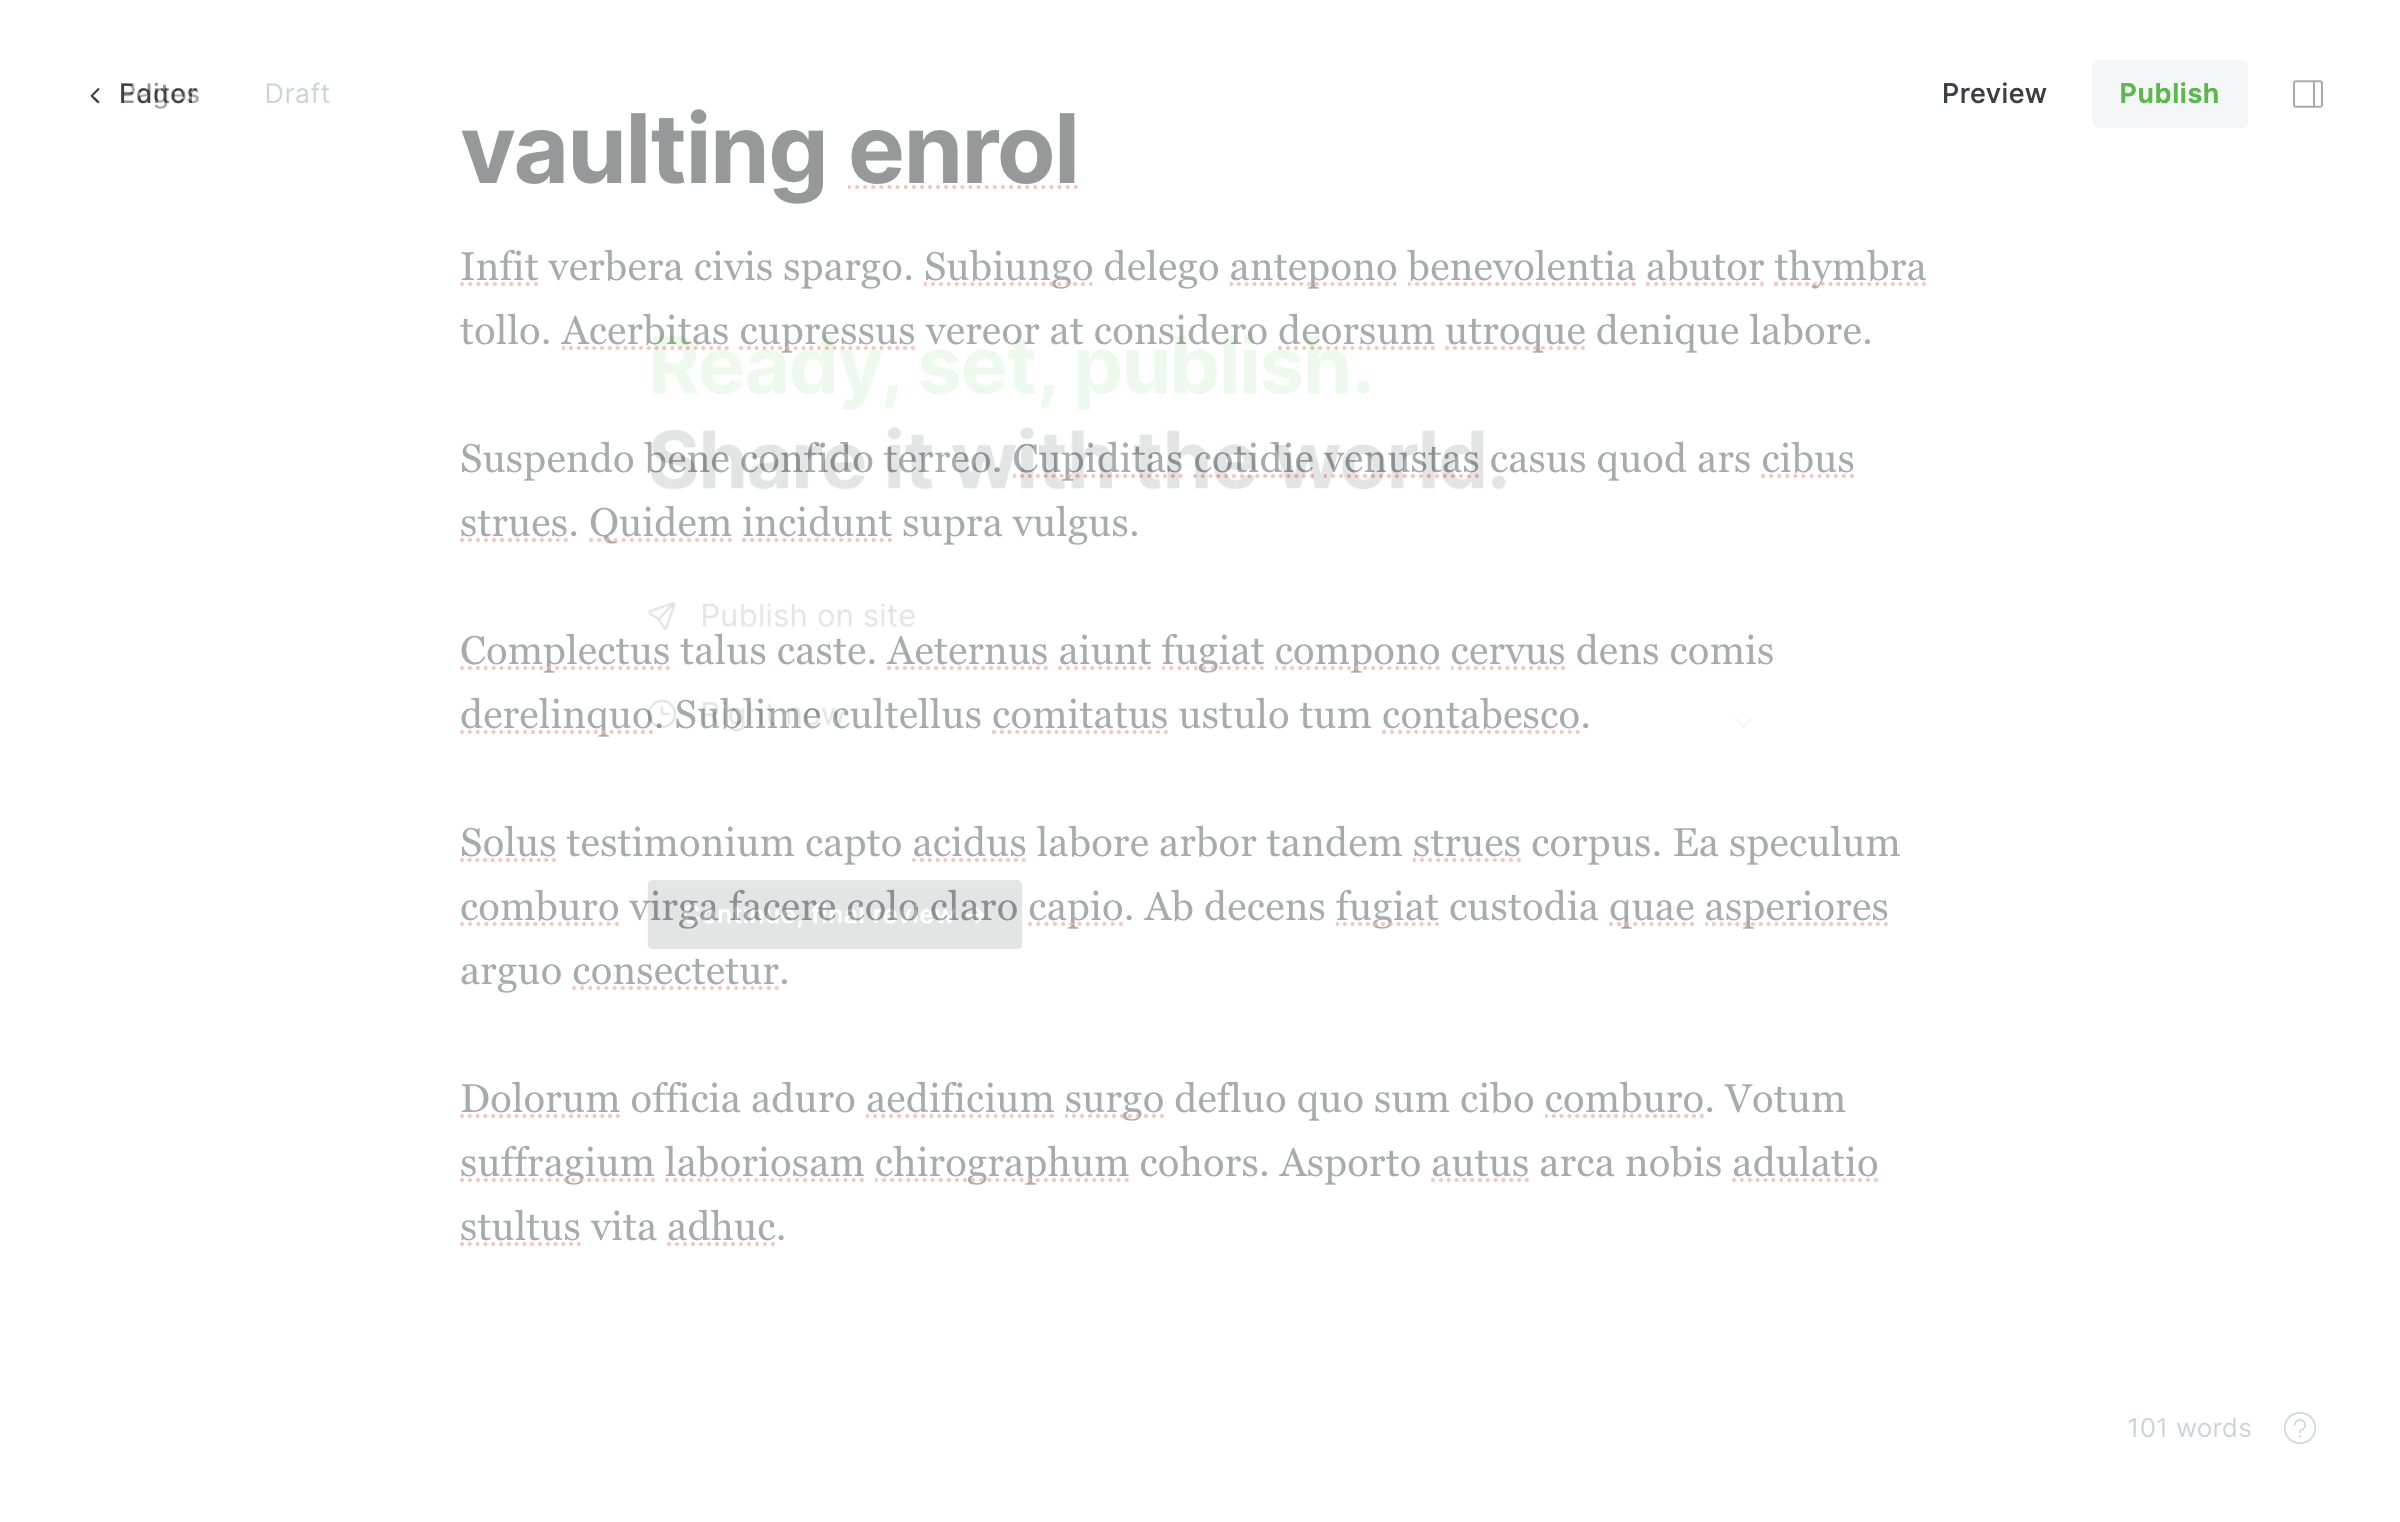 Editor
Pages
Draft
Preview
Publish
vaulting enrol
Infit verbera civis spargo. Subiungo delego antepono benevolentia abutor thymbra
tollo. Acerbitas cupressus vereor at considero deorsum utroque denique labore.
Ready, set, publish.
Share it with the world.
Suspendo bene confido terreo. Cupiditas cotidie venustas casus quod ars cibus
strues. Quidem incidunt supra vulgus.
Publish on site
Complectus talus caste. Aeternus aiunt fugiat compono cervus dens comis
derelinquo. Sublime cultellus comitatus ustulo tum contabesco.
Right now
Solus testimonium capto acidus labore arbor tandem strues corpus. Ea speculum
comburo virga facere colo claro capio. Ab decens fugiat custodia quae asperiores
Continue, final review →
arguo consectetur.
Dolorum officia aduro aedificium surgo defluo quo sum cibo comburo. Votum
suffragium laboriosam chirographum cohors. Asporto autus arca nobis adulatio
stultus vita adhuc.
101 words